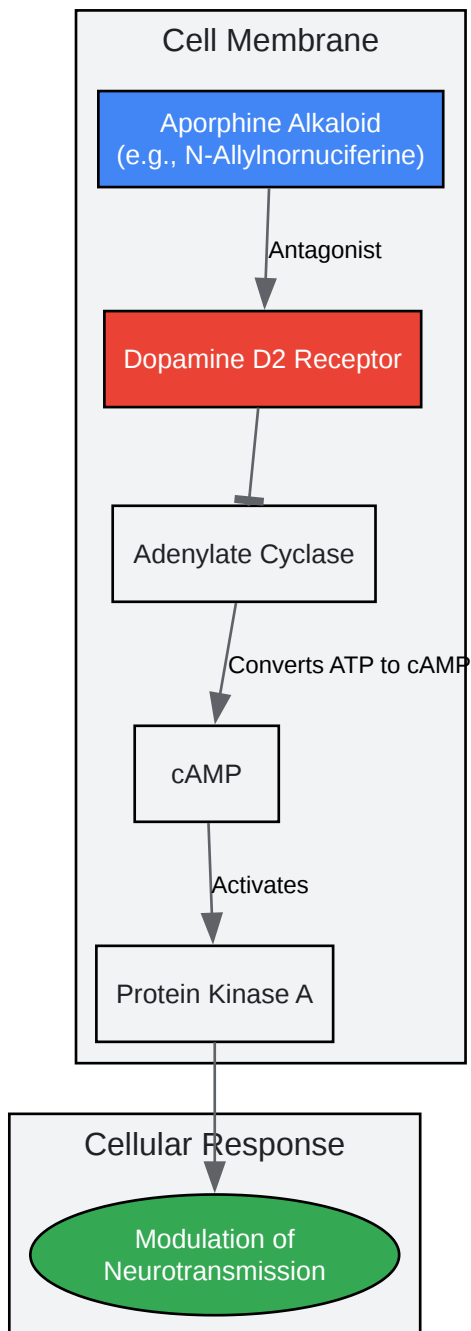 Cell Membrane
Aporphine Alkaloid
(e.g., N-Allylnornuciferine)
Antagonist
Dopamine D2 Receptor
Adenylate Cyclase
Converts ATP to cAMP
cAMP
Activates
Protein Kinase A
Cellular Response
Modulation of
Neurotransmission